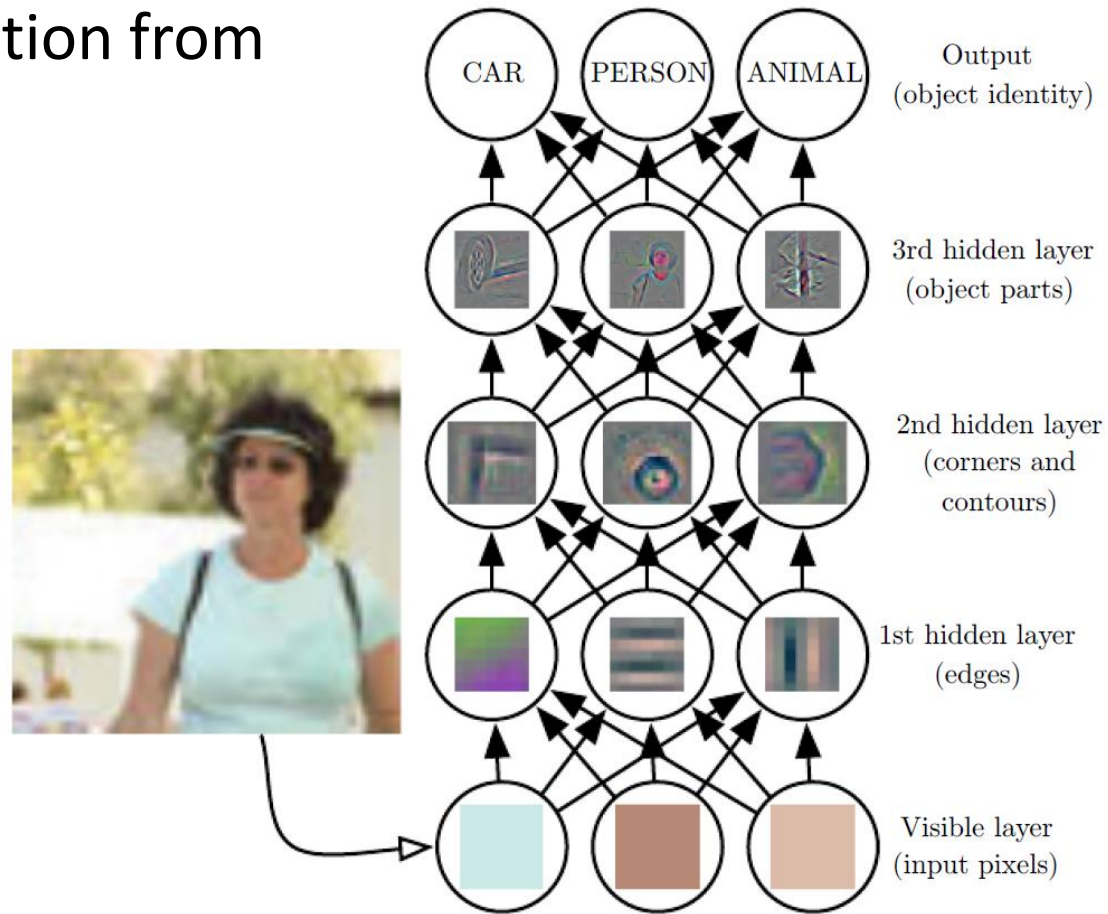 tion from
CAR PERSON ANIMAL
Output
(object identity)
3rd hidden layer
(object parts)
2nd hidden layer
(corners and
contours)
1st hidden layer
(edges)
Visible layer
(input pixels)